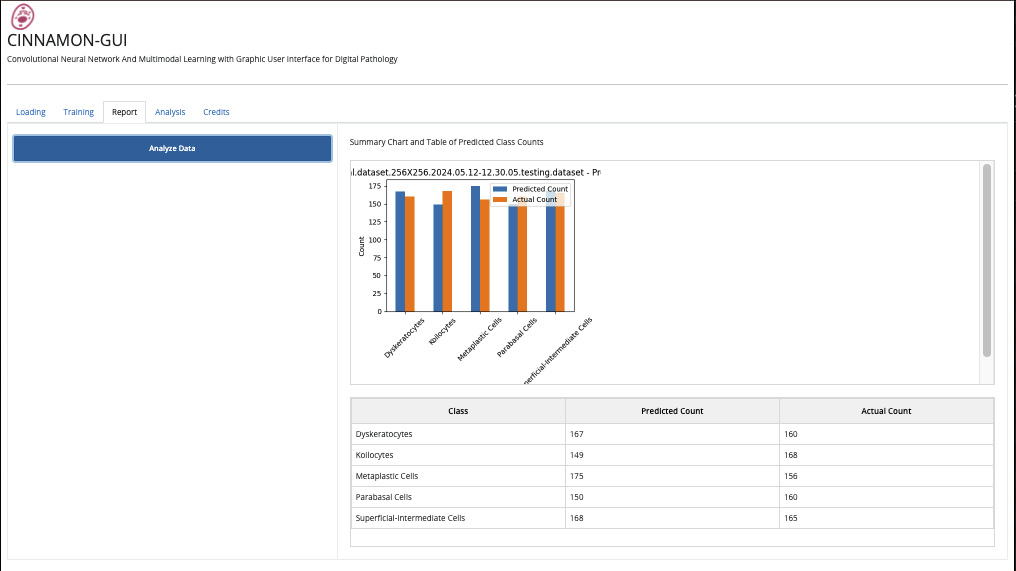 CINNAMON-GUI
Convolutional Neural Network And Multimodal Learning with Graphic User Interface for Digital Pathology
Loading Training Report Analysis Credits
Analyze Data
Summary Chart and Table of Predicted Class Counts
l.dataset.256X256.2024.05.12-12.30.05.testing.dataset - Pr
Predicted Count
Actual Count
175
150
125
100
75
50
25
0
Count
Dyskeratocytes
Koilocytes
Metaplastic Cells
Parabasal Cells
perficial-Intermediate Cells
Class Predicted Count Actual Count
Dyskeratocytes 167 160
Koilocytes 149 168
Metaplastic Cells 175 156
Parabasal Cells 150 160
Superficial-Intermediate Cells 168 165